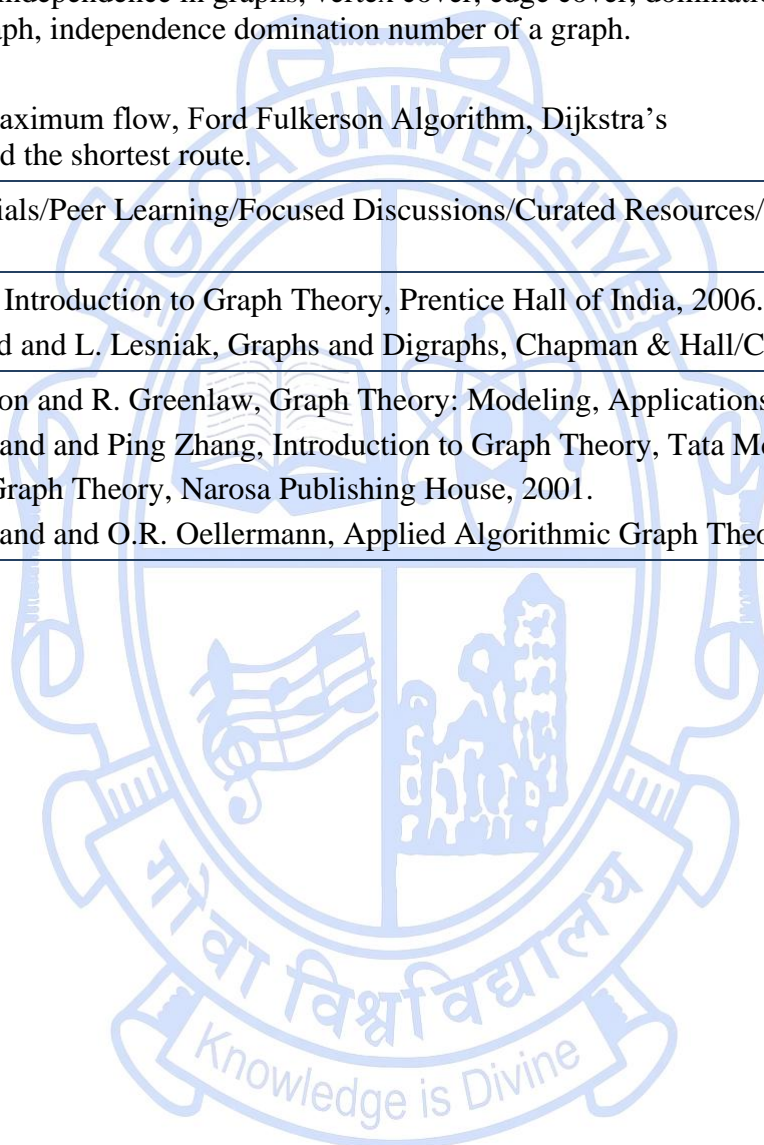 independence in graphs, vertex cover, edge cover,
aph, independence domination number of a graph.
aximum flow, Ford Fulkerson Algorithm, Dijkstra’s
d the shortest route.
ials/Peer Learning/Focused Discussions/Curated Resources/
Introduction to Graph Theory, Prentice Hall of India, 2006.
d and L. Lesniak, Graphs and Digraphs, Chapman & Hall/C
on and R. Greenlaw, Graph Theory: Modeling, Applications
and and Ping Zhang, Introduction to Graph Theory, Tata M
Graph Theory, Narosa Publishing House, 2001.
and and O.R. Oellermann, Applied Algorithmic Graph Theo
GOA UNIVERSITY
गोंवा विश्वविद्यालय
Knowledge is Divine